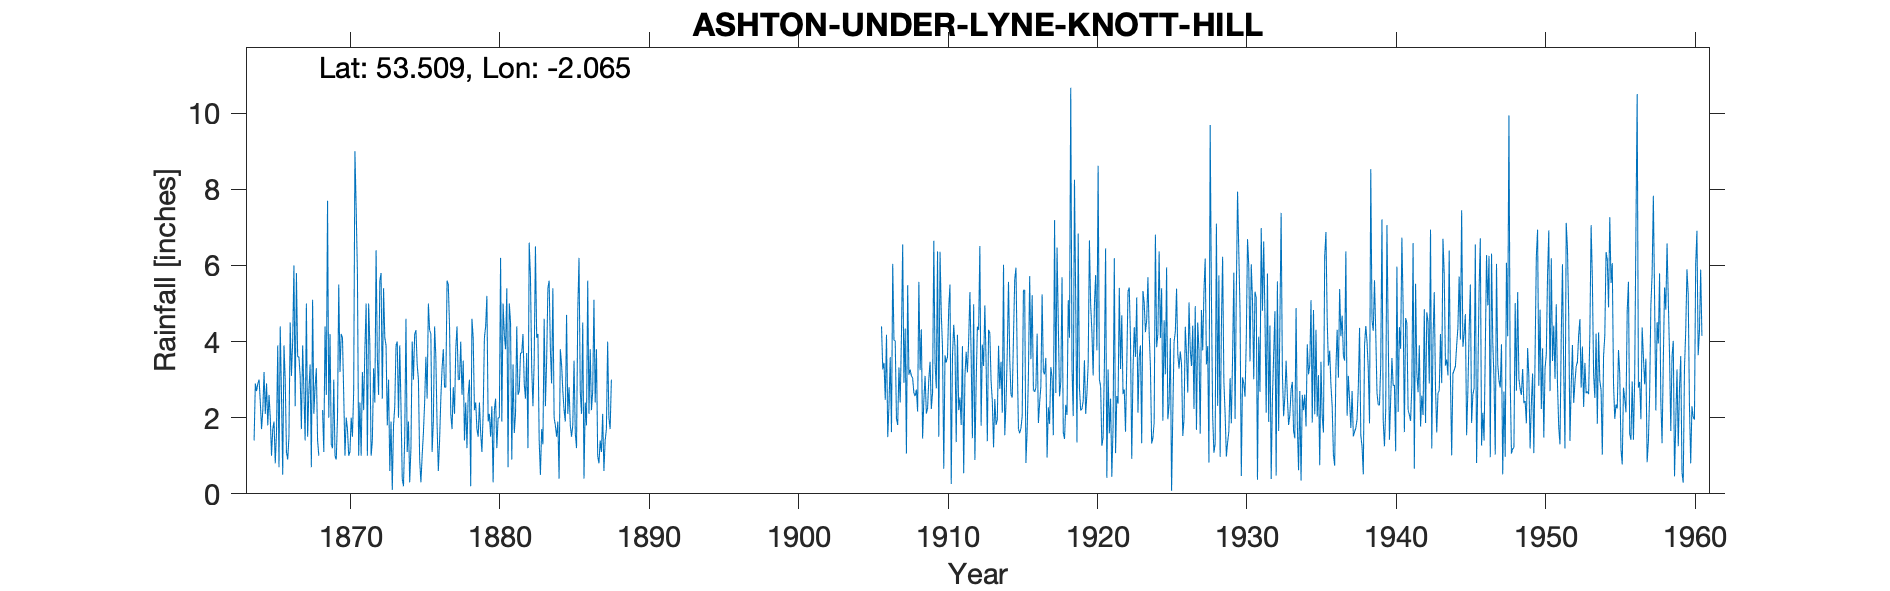 ASHTON-UNDER-LYNE-KNOTT-HILL
Lat: 53.509, Lon: -2.065
Rainfall [inches]
10
8
6
4
2
0
1870 1880 1890 1900 1910 1920 1930 1940 1950 1960
Year